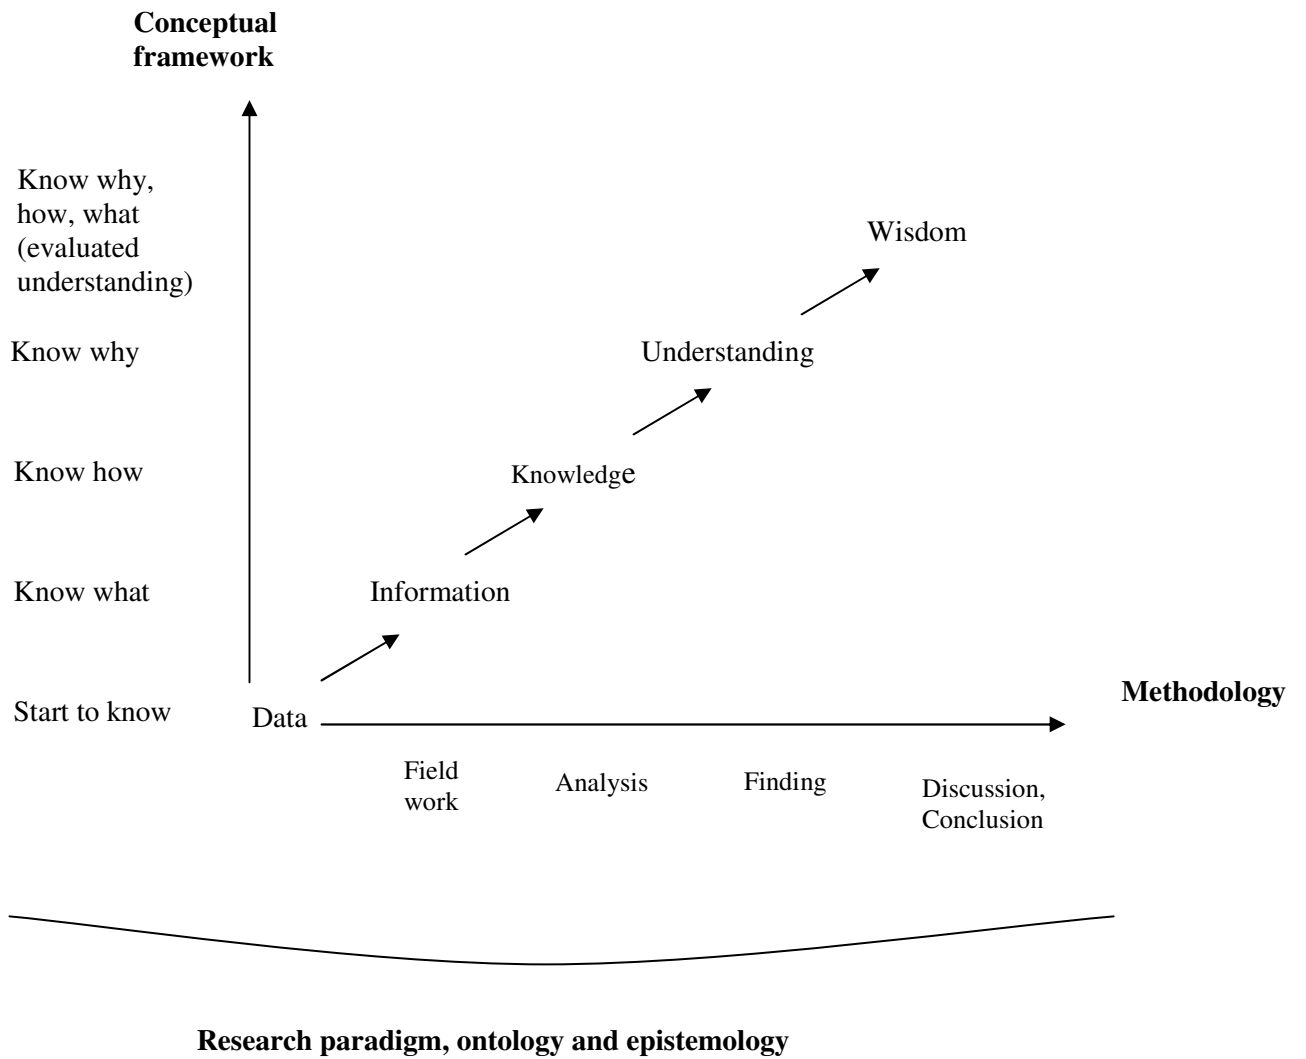 Conceptual
framework
Know why,
how, what
(evaluated
understanding)
Wisdom
Know why
Understanding
Know how
Knowledge
Know what
Information
Methodology
Start to know
Data
Field
work
Analysis
Finding
Discussion,
Conclusion
Research paradigm, ontology and epistemology